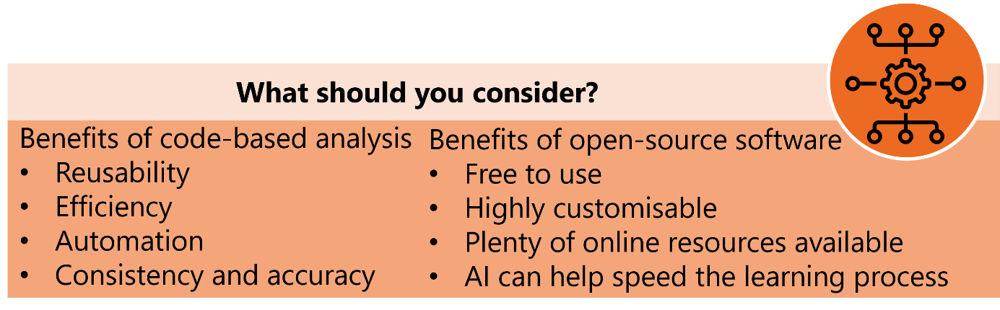 What should you consider?
Benefits of code-based analysis
• Reusability
• Efficiency
• Automation
• Consistency and accuracy
Benefits of open-source software
• Free to use
• Highly customisable
• Plenty of online resources available
• AI can help speed the learning process